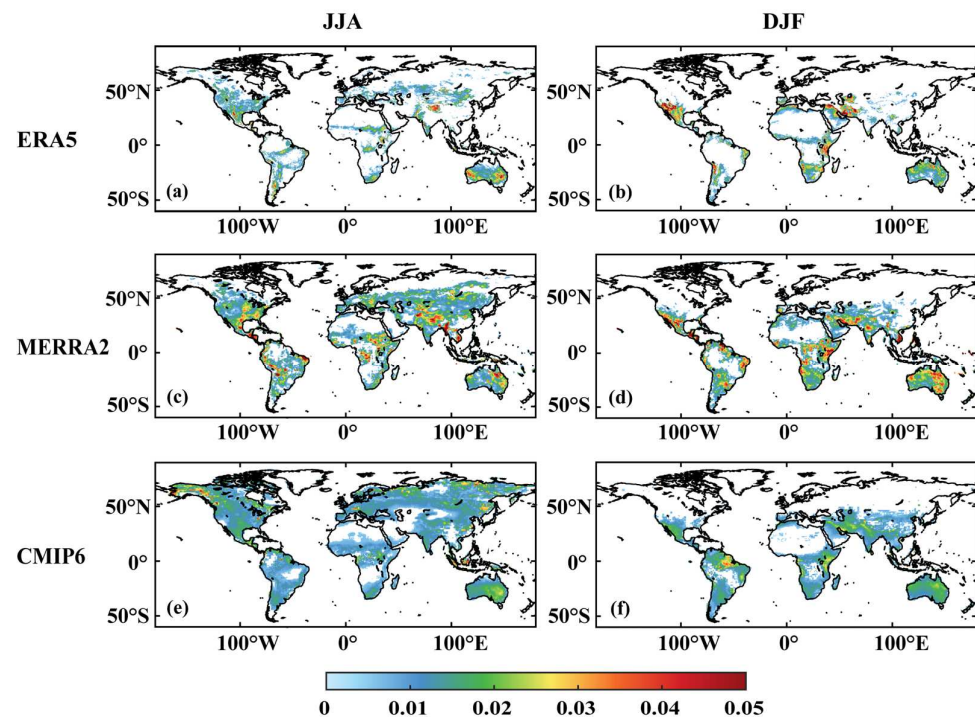 JJA DJF
ERA5
50°N
0°
50°S
(a)
100°W 0° 100°E
50°N
0°
50°S
(b)
100°W 0° 100°E
MERRA2
50°N
0°
50°S
(c)
100°W 0° 100°E
50°N
0°
50°S
(d)
100°W 0° 100°E
CMIP6
50°N
0°
50°S
(e)
100°W 0° 100°E
50°N
0°
50°S
(f)
100°W 0° 100°E
0 0.01 0.02 0.03 0.04 0.05